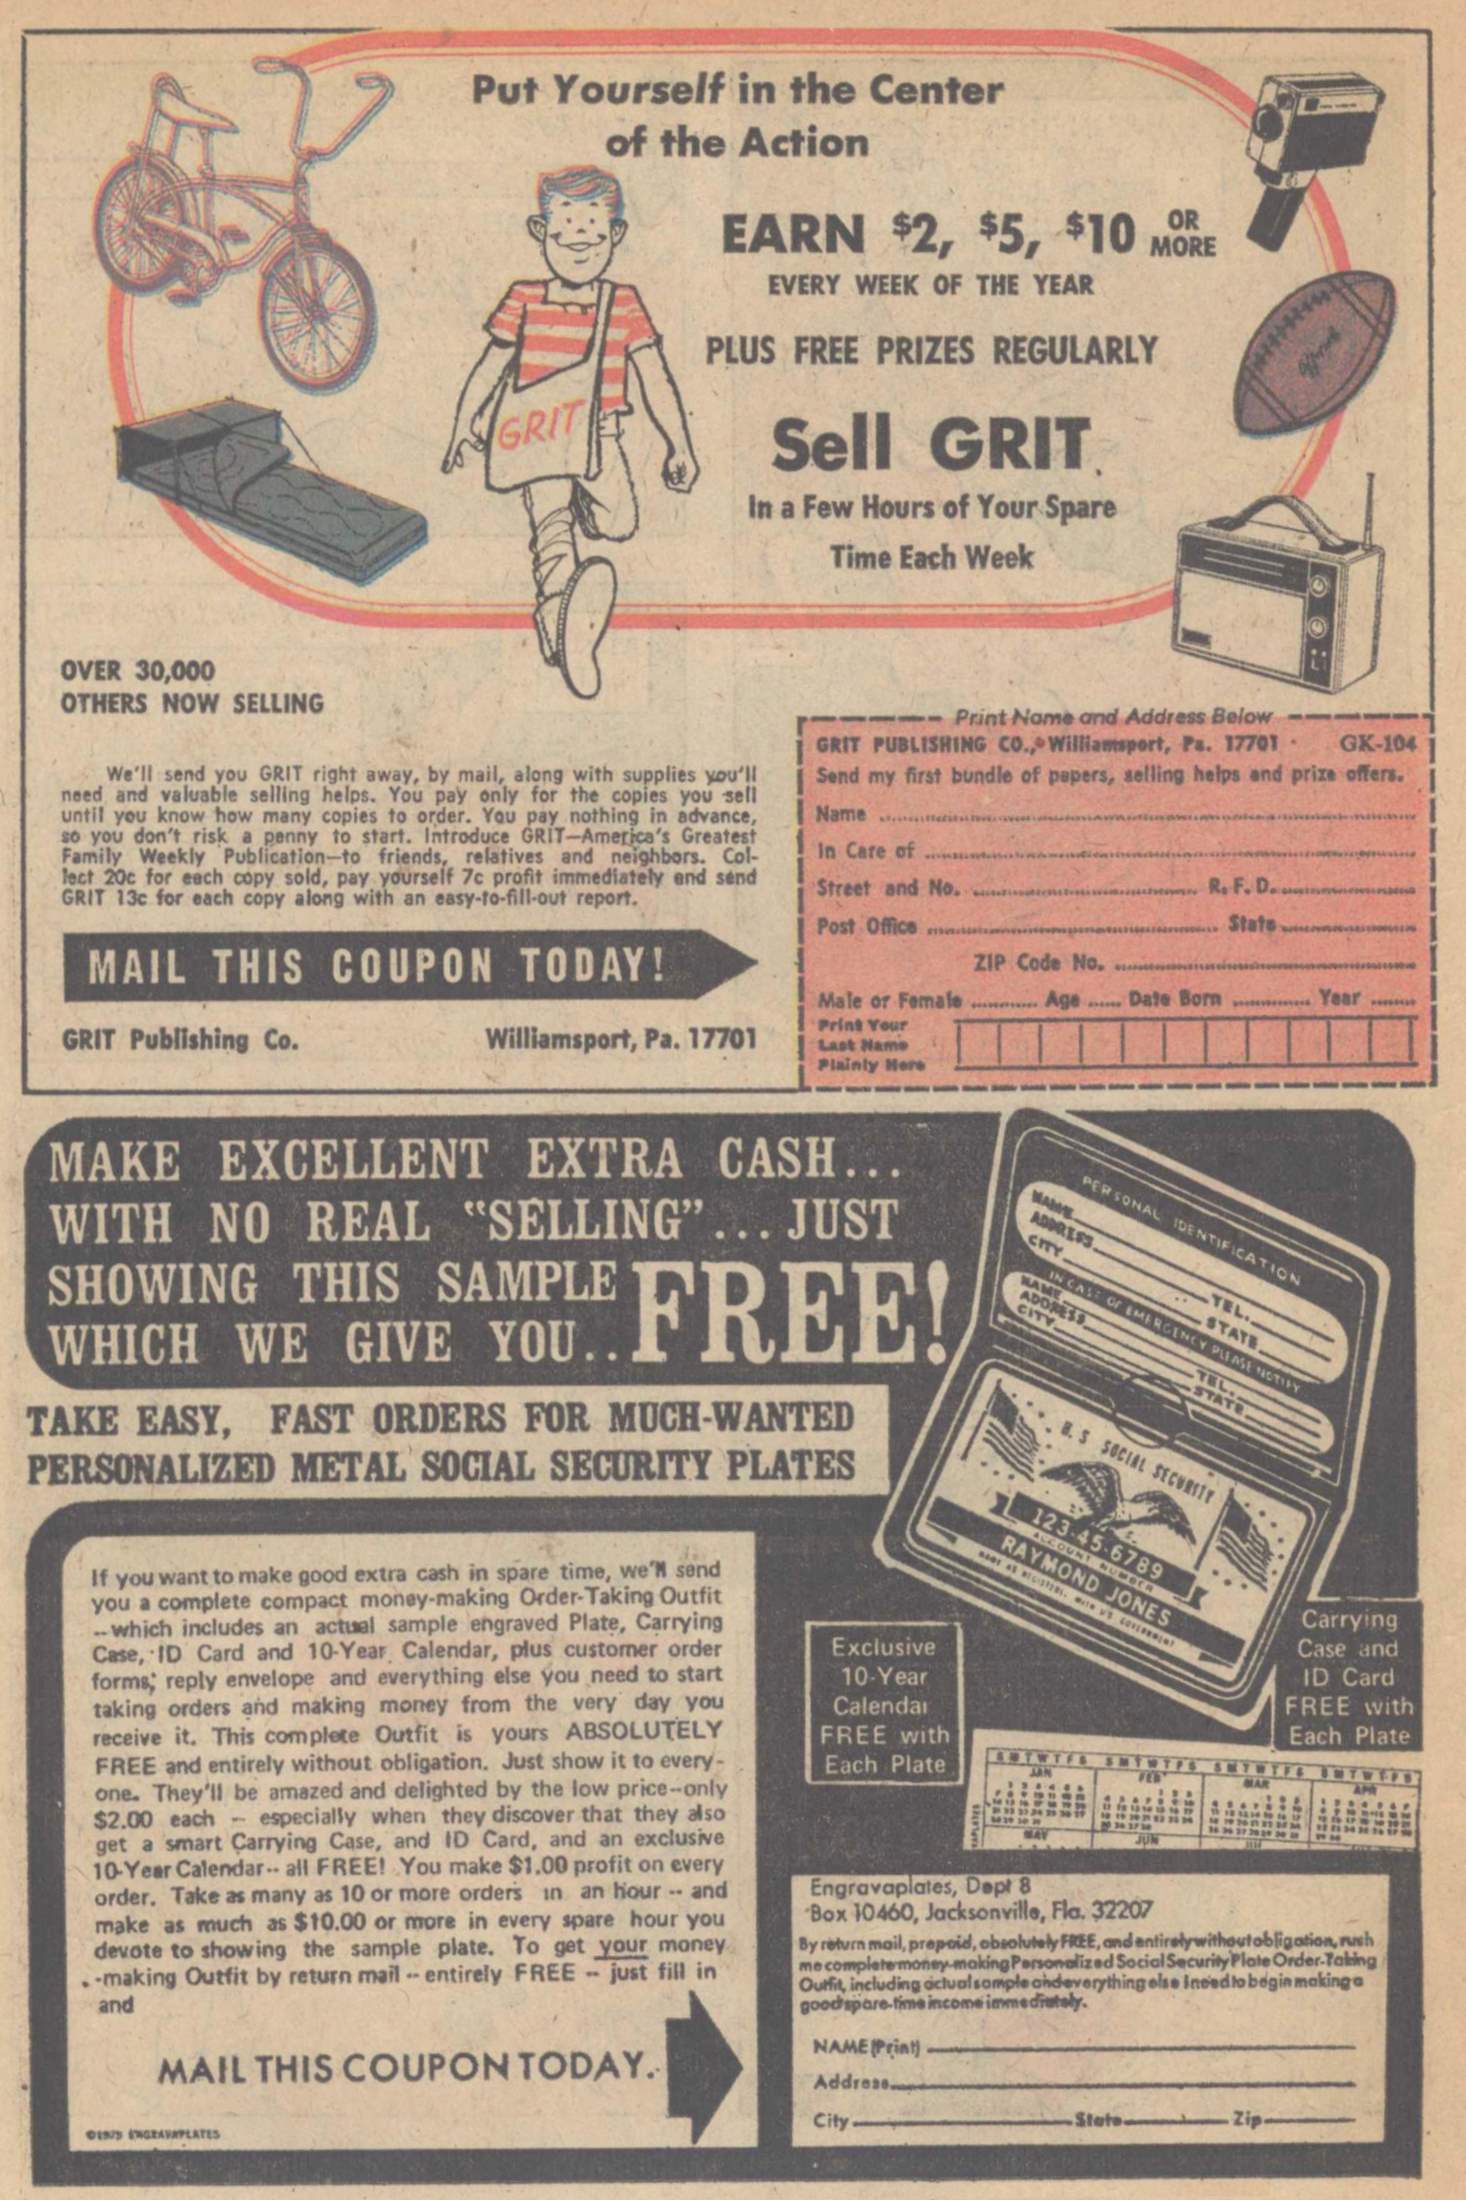 Put Yourself in the Center
of the Action
EARN $2, $5, $10 OR MORE
EVERY WEEK OF THE YEAR
PLUS FREE PRIZES REGULARLY
Sell GRIT
In a Few Hours of Your Spare
Time Each Week
GRIT
OVER 30,000
OTHERS NOW SELLING
We'll send you GRIT right away, by mail, along with supplies you'll
need and valuable selling helps. You pay only for the copies you sell
until you know how many copies to order. You pay nothing in advance,
so you don't risk a penny to start. Introduce GRIT—America's Greatest
Family Weekly Publication—to friends, relatives and neighbors. Col-
lect 20c for each copy sold, pay yourself 7c profit immediately and send
GRIT 13c for each copy along with an easy-to-fill-out report.
MAIL THIS COUPON TODAY!
GRIT Publishing Co. Williamsport, Pa. 17701
Print Name and Address Below
GRIT PUBLISHING CO., Williamsport, Pa. 17701 GK-104
Send my first bundle of papers, selling helps and prize offers.
Name
In Care of
Street and No. R. F. D.
Post Office State
ZIP Code No.
Male or Female Age Date Born Year
Print Your
Last Name
Plainly Here
MAKE EXCELLENT EXTRA CASH...
WITH NO REAL "SELLING"... JUST
SHOWING THIS SAMPLE
WHICH WE GIVE YOU.. FREE!
TAKE EASY, FAST ORDERS FOR MUCH-WANTED
PERSONALIZED METAL SOCIAL SECURITY PLATES
PERSONAL IDENTIFICATION
NAME
ADDRESS
CITY
TEL.
STATE
IN CASE OF EMERGENCY PLEASE NOTIFY
NAME
ADDRESS
CITY
TEL.
STATE
U.S SOCIAL SECURITY
123-45-6789
ACCOUNT NUMBER
RAYMOND JONES
If you want to make good extra cash in spare time, we'll send
you a complete compact money-making Order-Taking Outfit
--which includes an actual sample engraved Plate, Carrying
Case, ID Card and 10-Year Calendar, plus customer order
forms, reply envelope and everything else you need to start
taking orders and making money from the very day you
receive it. This complete Outfit is yours ABSOLUTELY
FREE and entirely without obligation. Just show it to every-
one. They'll be amazed and delighted by the low price--only
$2.00 each -- especially when they discover that they also
get a smart Carrying Case, and ID Card, and an exclusive
10-Year Calendar-- all FREE! You make $1.00 profit on every
order. Take as many as 10 or more orders in an hour -- and
make as much as $10.00 or more in every spare hour you
devote to showing the sample plate. To get your money
-making Outfit by return mail -- entirely FREE -- just fill in
and
MAIL THIS COUPON TODAY.
ENGRAVAPLATES
Exclusive
10-Year
Calendar
FREE with
Each Plate
Carrying
Case and
ID Card
FREE with
Each Plate
S M T W T F S S M T W T F S S M T W T F S S M T W T F S
JAN FEB MAR APR
MAY JUN
Engravaplates, Dept 8
Box 10460, Jacksonville, Fla. 32207
By return mail, prepaid, absolutely FREE, and entirely without obligation, rush
me complete money-making Personalized Social Security Plate Order-Taking
Outfit, including actual sample and everything else I need to begin making a
good spare-time income immediately.
NAME (Print)
Address
City State Zip